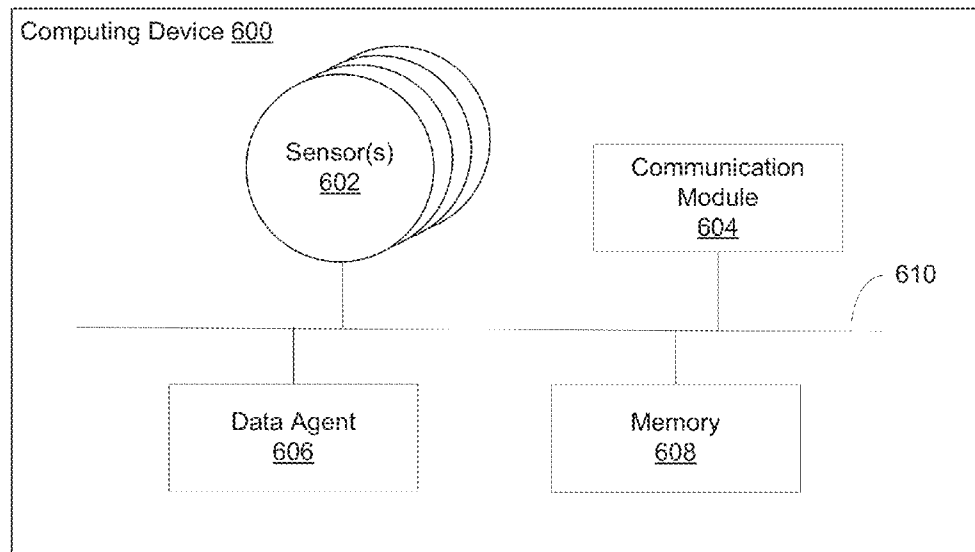 Computing Device 600
Sensor(s)
602
Communication
Module
604
610
Data Agent
606
Memory
608